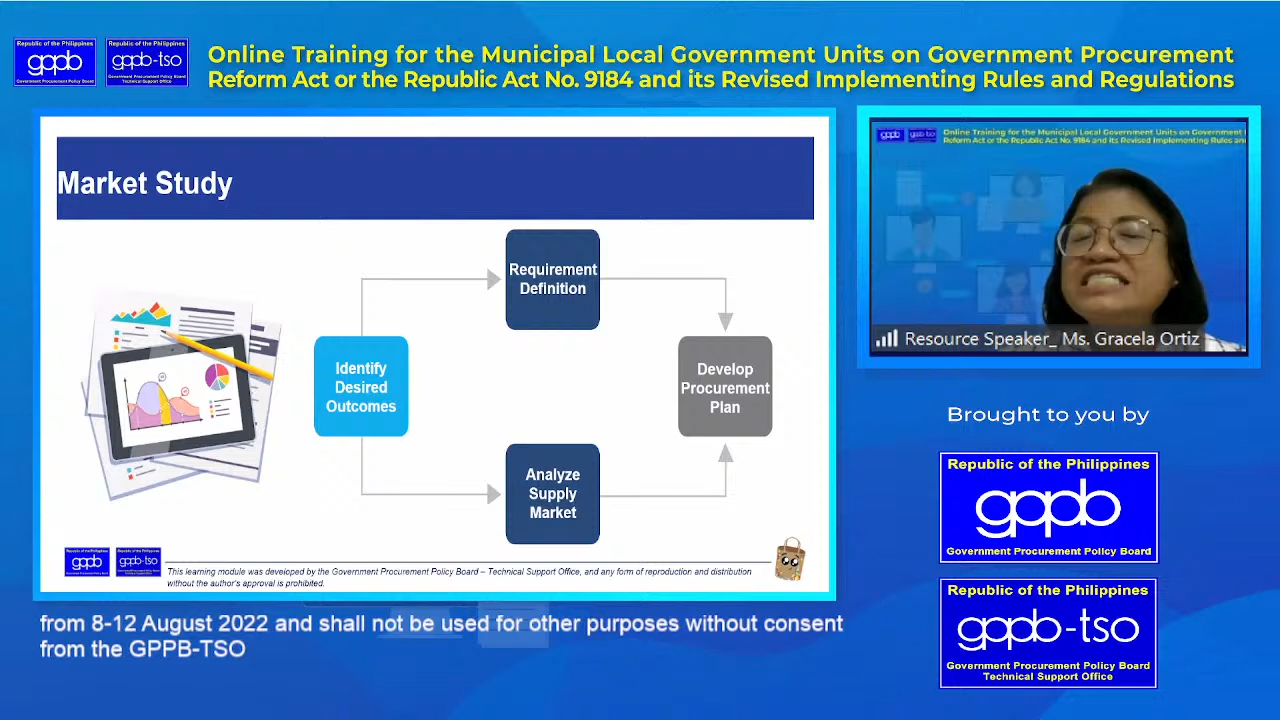 Republic of the Philippines
gppb
Government Procurement Policy Board
Republic of the Philippines
gppb-tso
Government Procurement Policy Board
Technical Support Office
Online Training for the Municipal Local Government Units on Government Procurement
Reform Act or the Republic Act No. 9184 and its Revised Implementing Rules and Regulations
Market Study
Requirement
Definition
Identify
Desired
Outcomes
Develop
Procurement
Plan
Analyze
Supply
Market
gppb
gppb-tso
This learning module was developed by the Government Procurement Policy Board – Technical Support Office, and any form of reproduction and distribution
without the author's approval is prohibited.
Online Training for the Municipal Local Government Units on Government
Reform Act or the Republic Act No. 9184 and its Revised Implementing Rules and
Resource Speaker_ Ms. Gracela Ortiz
Brought to you by
Republic of the Philippines
gppb
Government Procurement Policy Board
Republic of the Philippines
gppb-tso
Government Procurement Policy Board
Technical Support Office
from 8-12 August 2022 and shall not be used for other purposes without consent
from the GPPB-TSO